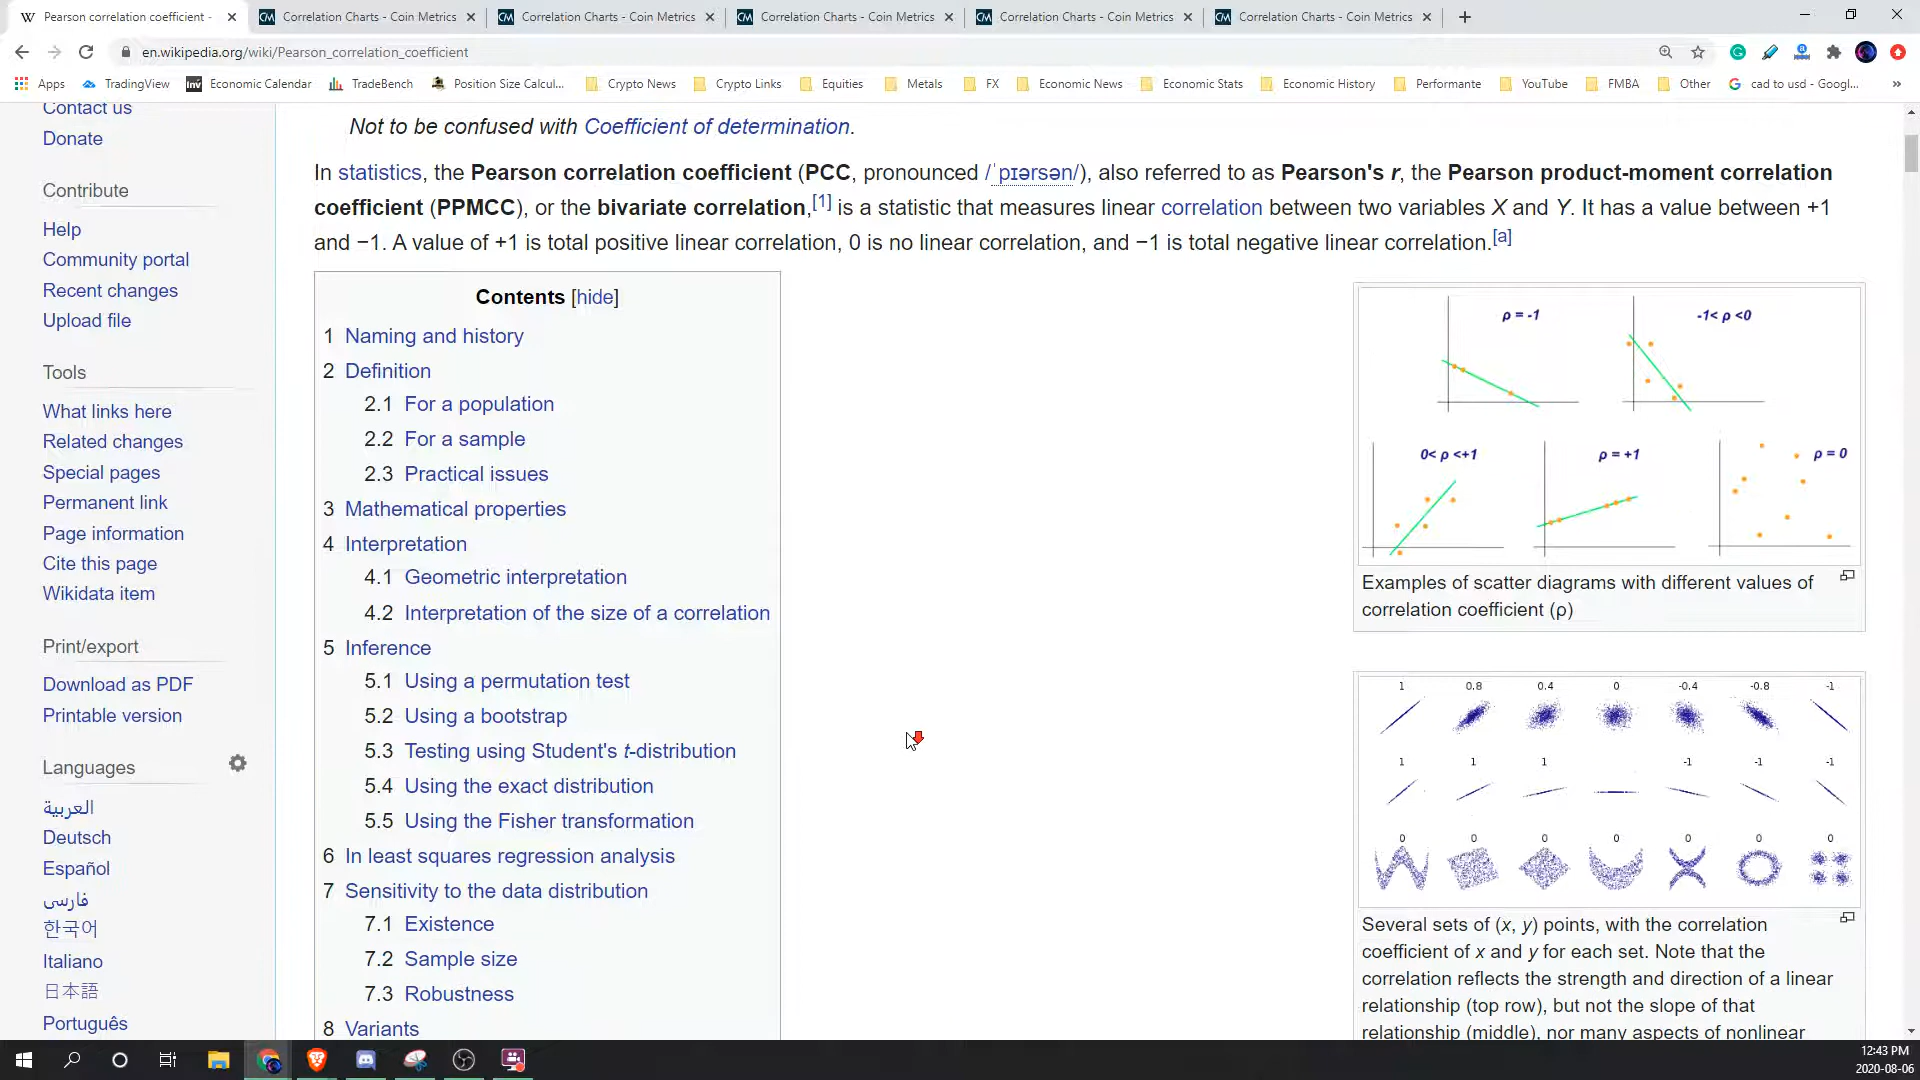 Pearson correlation coefficient -
Correlation Charts - Coin Metrics
Correlation Charts - Coin Metrics
Correlation Charts - Coin Metrics
Correlation Charts - Coin Metrics
Correlation Charts - Coin Metrics
en.wikipedia.org/wiki/Pearson_correlation_coefficient
Apps
TradingView
Economic Calendar
TradeBench
Position Size Calcul...
Crypto News
Crypto Links
Equities
Metals
FX
Economic News
Economic Stats
Economic History
Performante
YouTube
FMBA
Other
cad to usd - Googl...
»
Contact us
Donate
Contribute
Help
Community portal
Recent changes
Upload file
Tools
What links here
Related changes
Special pages
Permanent link
Page information
Cite this page
Wikidata item
Print/export
Download as PDF
Printable version
Languages
العربية
Deutsch
Español
فارسی
한국어
Italiano
日本語
Português
Not to be confused with Coefficient of determination.
In statistics, the Pearson correlation coefficient (PCC, pronounced /ˈpɪərsən/), also referred to as Pearson's r, the Pearson product-moment correlation
coefficient (PPMCC), or the bivariate correlation,[1] is a statistic that measures linear correlation between two variables X and Y. It has a value between +1
and −1. A value of +1 is total positive linear correlation, 0 is no linear correlation, and −1 is total negative linear correlation.[a]
Contents [hide]
1 Naming and history
2 Definition
2.1 For a population
2.2 For a sample
2.3 Practical issues
3 Mathematical properties
4 Interpretation
4.1 Geometric interpretation
4.2 Interpretation of the size of a correlation
5 Inference
5.1 Using a permutation test
5.2 Using a bootstrap
5.3 Testing using Student's t-distribution
5.4 Using the exact distribution
5.5 Using the Fisher transformation
6 In least squares regression analysis
7 Sensitivity to the data distribution
7.1 Existence
7.2 Sample size
7.3 Robustness
8 Variants
ρ = -1
-1< ρ <0
0< ρ <+1
ρ = +1
ρ = 0
Examples of scatter diagrams with different values of
correlation coefficient (ρ)
1 0.8 0.4 0 -0.4 -0.8 -1
1 1 1 -1 -1 -1
0 0 0 0 0 0 0
Several sets of (x, y) points, with the correlation
coefficient of x and y for each set. Note that the
correlation reflects the strength and direction of a linear
relationship (top row), but not the slope of that
relationship (middle), nor many aspects of nonlinear
12:43 PM
2020-08-06